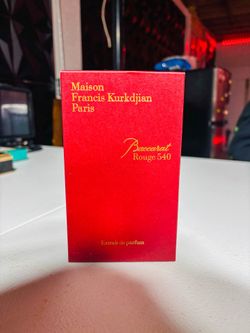 Maison
Francis Kurkdjian
Paris
Baccarat
Rouge 540
Extrait de parfum